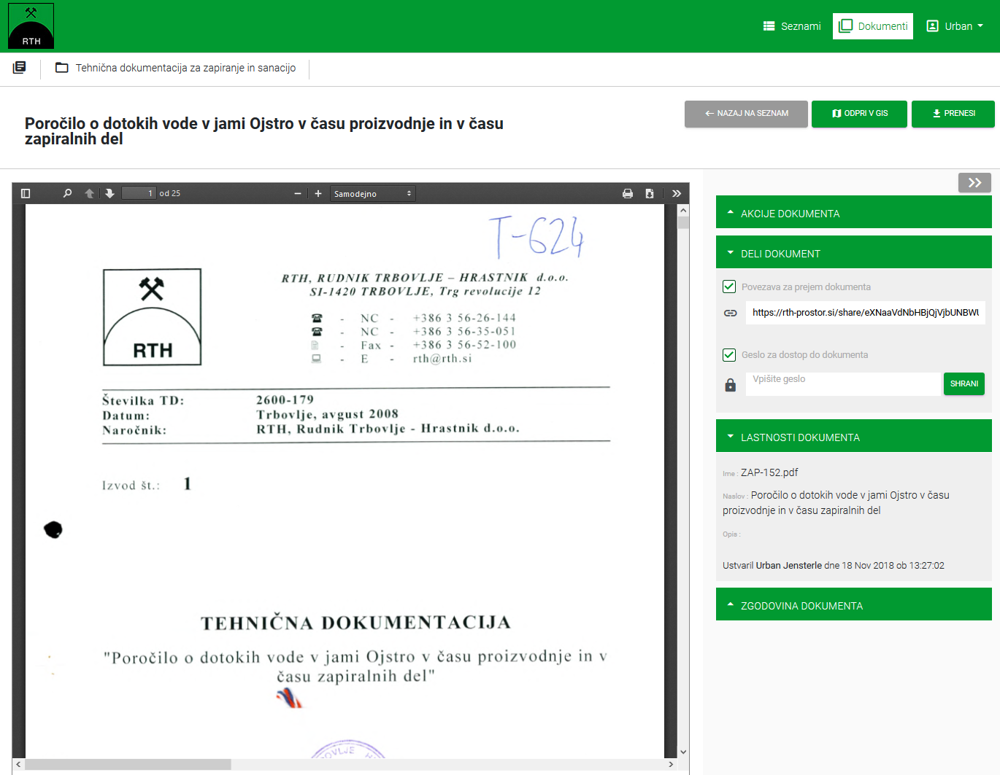 RTH
Seznami
Dokumenti
Urban
Tehnična dokumentacija za zapiranje in sanacijo
Poročilo o dotokih vode v jami Ojstro v času proizvodnje in v času
zapiralnih del
NAZAJ NA SEZNAM
ODPRI V GIS
PRENESI
1 od 25
Samodejno
T-624
RTH
RTH, RUDNIK TRBOVLJE – HRASTNIK d.o.o.
SI-1420 TRBOVLJE, Trg revolucije 12
- NC - +386 3 56-26-144
- NC - +386 3 56-35-051
- Fax - +386 3 56-52-100
- E - rth@rth.si
Številka TD: 2600-179
Datum: Trbovlje, avgust 2008
Naročnik: RTH, Rudnik Trbovlje - Hrastnik d.o.o.
Izvod št.: 1
TEHNIČNA DOKUMENTACIJA
"Poročilo o dotokih vode v jami Ojstro v času proizvodnje in v
času zapiralnih del"
AKCIJE DOKUMENTA
DELI DOKUMENT
Povezava za prejem dokumenta
https://rth-prostor.si/share/eXNaaVdNbHBjQjVjbUNBWU
Geslo za dostop do dokumenta
Vpišite geslo
SHRANI
LASTNOSTI DOKUMENTA
Ime : ZAP-152.pdf
Naslov : Poročilo o dotokih vode v jami Ojstro v času
proizvodnje in v času zapiralnih del
Opis :
Ustvaril Urban Jensterle dne 18 Nov 2018 ob 13:27:02
ZGODOVINA DOKUMENTA